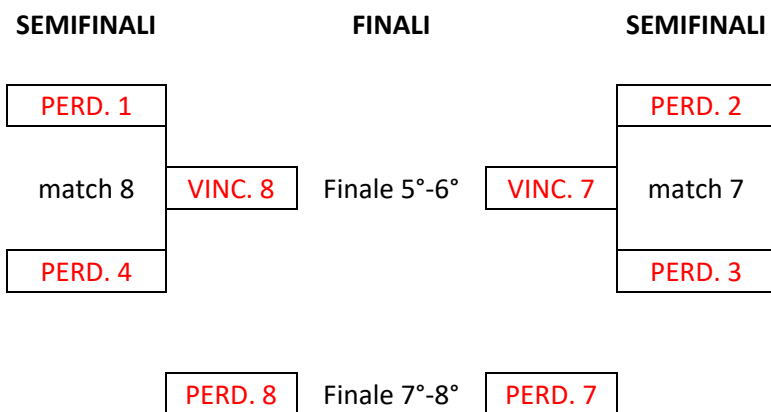 SEMIFINALI FINALI SEMIFINALI
PERD. 1 PERD. 2
match 8 VINC. 8 Finale 5°-6° VINC. 7 match 7
PERD. 4 PERD. 3
PERD. 8 Finale 7°-8° PERD. 7